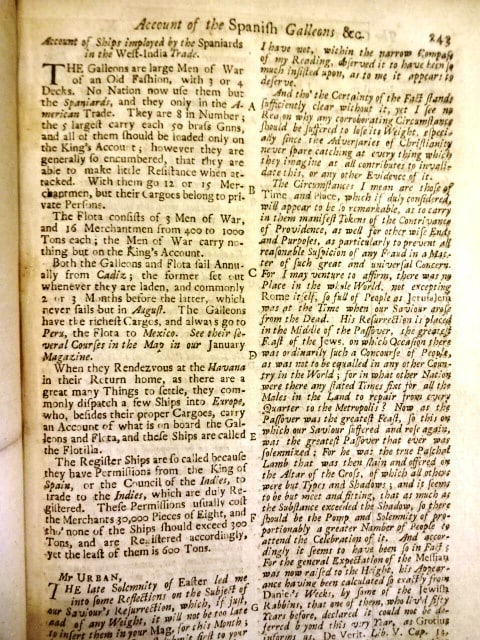 Account of the Spanish Galleons &c. 243
Account of Ships imployed by the Spaniards
in the West-India Trade.
THE Galleons are large Men of War
of an Old Fashion, with 3 or 4
Decks. No Nation now use them but
the Spaniards, and they only in the A-
merican Trade. They are 8 in Number;
the 5 largest carry each 50 brass Gnns,
and all of them should be loaded only on
the King's Account; however they are
generally so encumbered, that they are
able to make little Resistance when at-
tacked. With them go 12 or 15 Mer-
chantmen, but their Cargoes belong to pri-
vate Persons.
The Flota consists of 3 Men of War,
and 16 Merchantmen from 400 to 1000
Tons each; the Men of War carry no-
thing but on the King's Account.
Both the Galleons and Flota sail Annu-
ally from Cadiz; the former set out
whenever they are laden, and commonly
2 or 3 Months before the latter, which
never sails but in August. The Galleons
have the richest Cargoes, and always go to
Peru, the Flota to Mexico. See their se-
veral Courses in the Map in our January
Magazine.
When they Rendezvous at the Havana
in their Return home, as there are a
great many Things to settle, they com-
monly dispatch a few Ships into Europe,
who, besides their proper Cargoes, carry
an Account of what is on board the Gal-
leons and Flota, and these Ships are called
the Flotilla.
The Register Ships are so called because
they have Permissions from the King of
Spain, or the Council of the Indies, to
trade to the Indies, which are duly Re-
gistered. These Permissions usually cost
the Merchants 30,000 Pieces of Eight, and
tho' none of the Ships should exceed 300
Tons, and are Registered accordingly,
yet the least of them is 600 Tons.
Mr URBAN,
THE late Solemnity of Easter led me
into some Reflections on the Subject of
our Saviour's Resurrection, which, if just,
and of any Weight, it will not be too late
to insert them in your Mag. for this Month;
I have not, within the narrow Compass
of my Reading, observed it to have been so
much insisted upon, as to me it appears to
deserve.
And tho' the Certainty of the Fact stands
A
sufficiently clear without it, yet I see no
Reason why any corroborating Circumstance
should be suffered to lose its Weight, especi-
ally since the Adversaries of Christianity
never spare catching at every thing which
they imagine at all contributes to invali-
date this, or any other Evidence of it.
The Circumstances I mean are those of
B
Time and Place, which if duly considered,
will appear to be so remarkable, as to carry
in them manifest Tokens of the Contrivance
of Providence, as well for other wise Ends
and Purposes, as particularly to prevent all
reasonable Suspicion of any Fraud in a Mat-
ter of such great and universal Concern.
C
For I may venture to affirm, there was no
Place in the whole World, not excepting
Rome itself, so full of People as Jerusalem
was at the Time when our Saviour arose
from the Dead. His Resurrection is placed
in the Middle of the Passover, the greatest
Feast of the Jews, on which Occasion there
D
was ordinarily such a Concourse of People,
as was not to be equalled in any other Coun-
try in the World; for in what other Nation
were there any stated Times fixt for all the
Males in the Land to repair from every
Quarter to the Metropolis? Now as the
Passover was the greatest Feast, so this on
which our Saviour suffered and rose again,
E
was the greatest Passover that ever was
solemnized; For he was the true Paschal
Lamb that was then slain and offered on
the Altar of the Cross, of which all others
were but Types and Shadows; and it seems
to be but meet and fitting, that as much as
the Substance exceeded the Shadow, so there
F
should be the Pomp and Solemnity of pro-
portionably a greater Number of People to
attend the Celebration of it. And accor-
dingly it seems to have been so in Fact;
For the general Expectation of the Messiah
was now raised to the Height, his Appear-
ance having been calculated so exactly from
Daniel's Weeks, by some of the Jewish
G
Rabbins, that one of them, who liv'd fifty
Years before, declared it could not be de-
ferred beyond this very Year, as Grotius
informs us, De Verit. Lib. 5. Cap. 14.